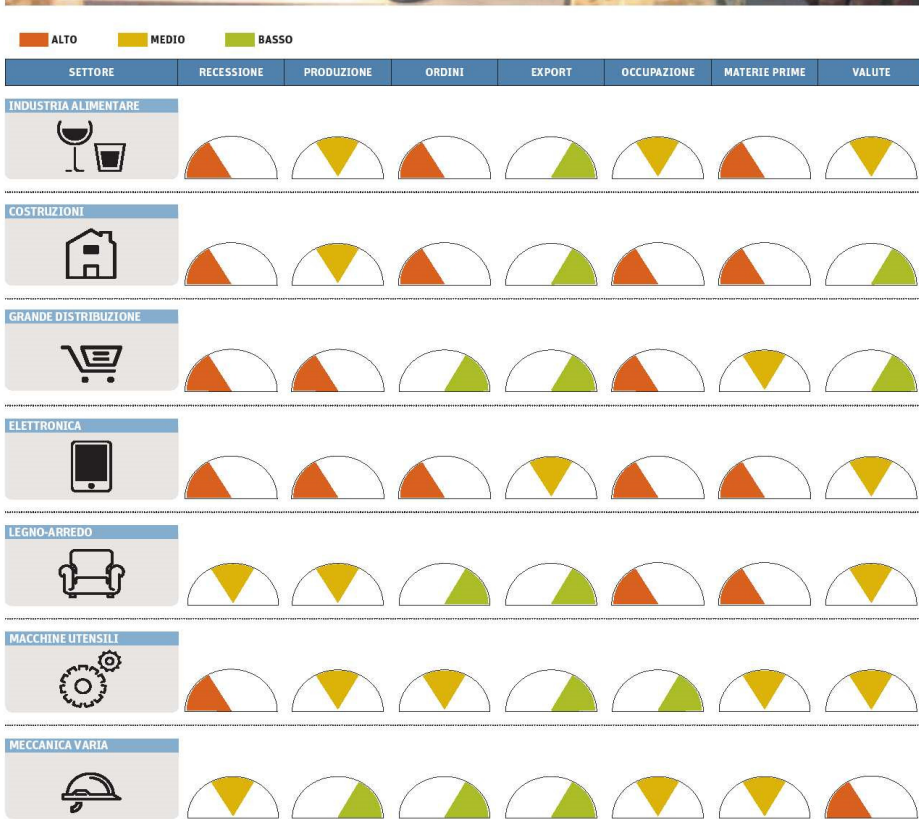 ALTO MEDIO BASSO
SETTORE RECESSIONE PRODUZIONE ORDINI EXPORT OCCUPAZIONE MATERIE PRIME VALUTE
INDUSTRIA ALIMENTARE
COSTRUZIONI
GRANDE DISTRIBUZIONE
ELETTRONICA
LEGNO-ARREDO
MACCHINE UTENSILI
MECCANICA VARIA